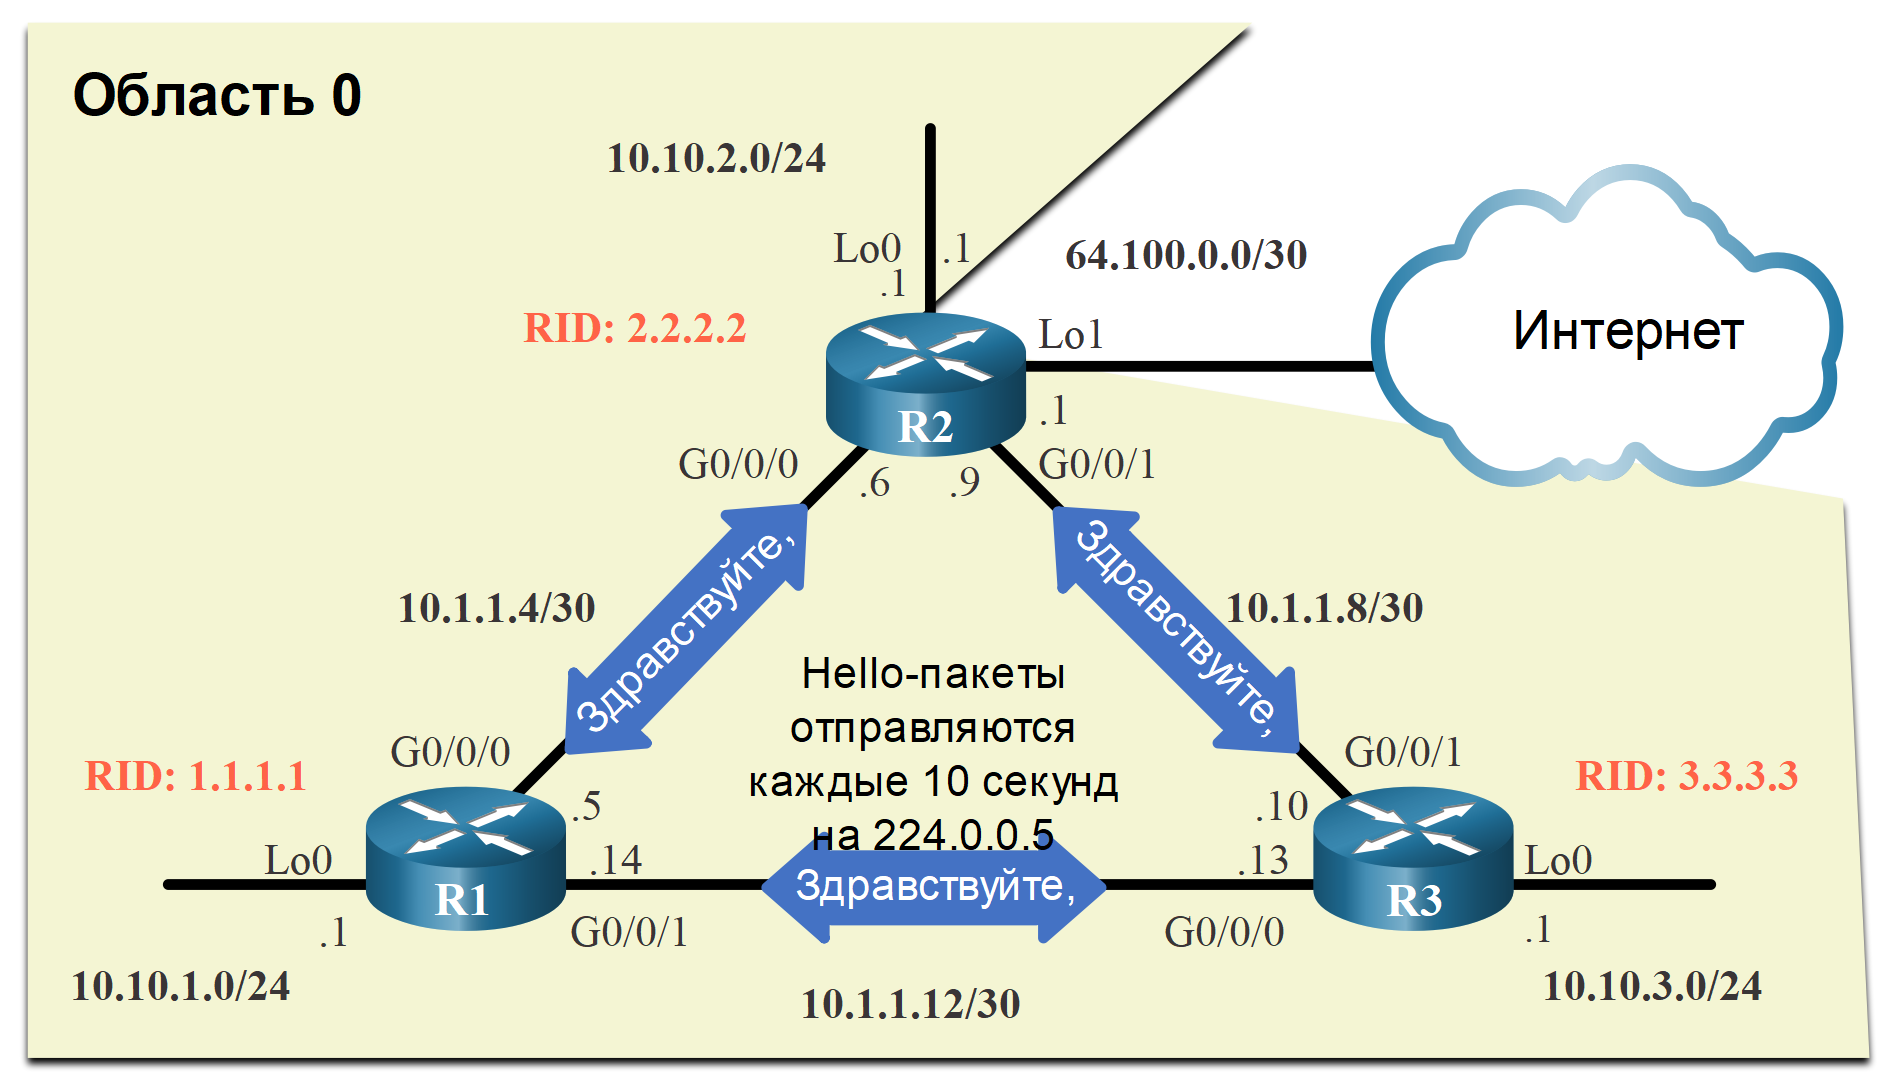 Область 0
10.10.2.0/24
Lo0
.1
.1
64.100.0.0/30
RID: 2.2.2.2
Lo1
Интернет
R2
.1
G0/0/0
.6
.9
G0/0/1
Здравствуйте,
Здравствуйте,
10.1.1.4/30
10.1.1.8/30
Hello-пакеты
отправляются
каждые 10 секунд
на 224.0.0.5
G0/0/0
G0/0/1
RID: 1.1.1.1
RID: 3.3.3.3
.5
.10
Lo0
.14
.13
Lo0
R1
Здравствуйте,
R3
.1
G0/0/1
G0/0/0
.1
10.10.1.0/24
10.1.1.12/30
10.10.3.0/24